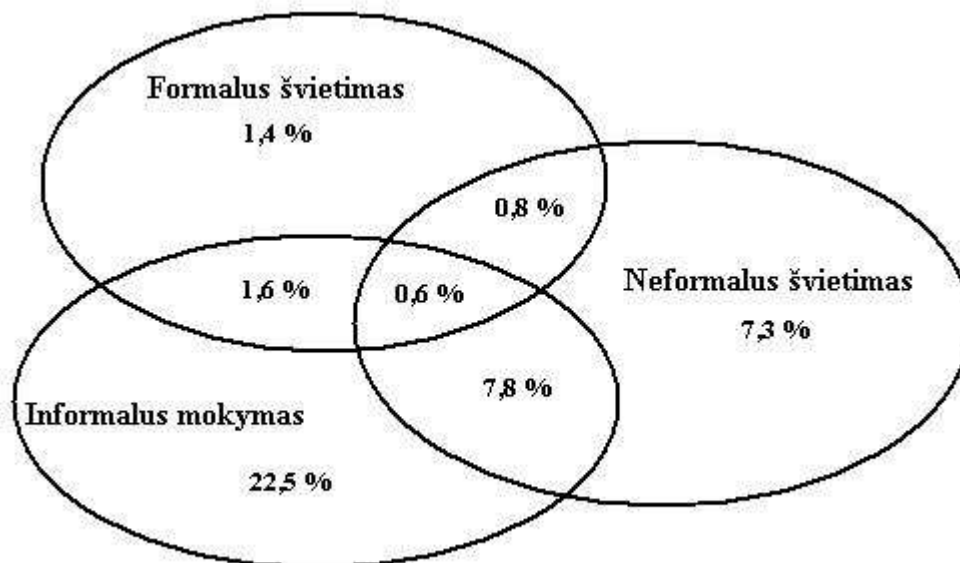 Formalus švietimas
1,4 %
0,8 %
Neformalus švietimas
7,3 %
1,6 %
0,6 %
7,8 %
Informalus mokymas
22,5 %